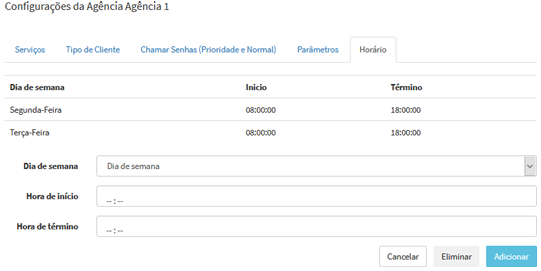 Configurações da Agência Agência 1
Serviços Tipo de Cliente Chamar Senhas (Prioridade e Normal) Parâmetros Horário
Dia de semana Inicio Término
Segunda-Feira 08:00:00 18:00:00
Terça-Feira 08:00:00 18:00:00
Dia de semana Dia de semana
Hora de início -- : --
Hora de término -- : --
Cancelar Eliminar Adicionar